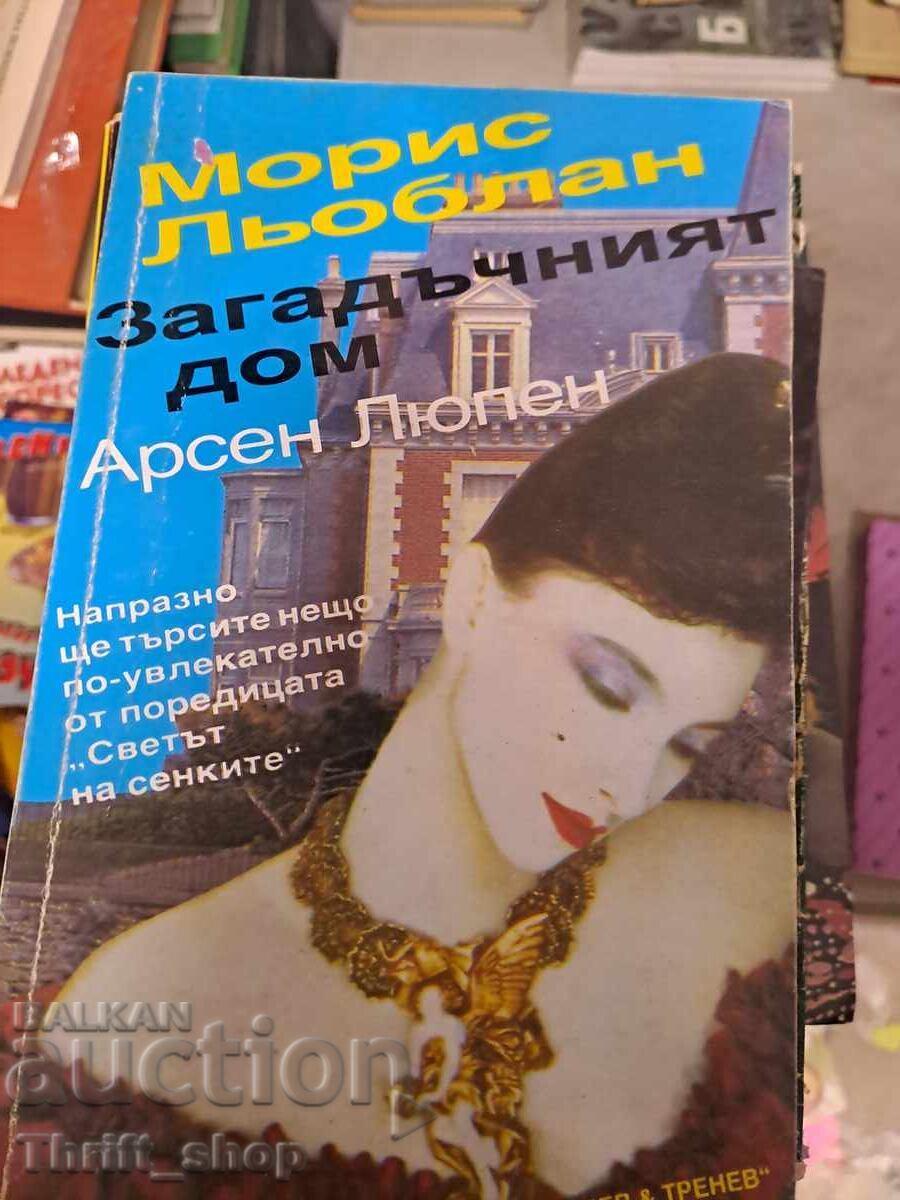 Морис
Льоблан
Загадъчният
дом
Арсен Люпен
Напразно
ще търсите нещо
по-увлекателно
от поредицата
„Светът
на сенките“
& ТРЕНЕВ“
Б
BALKAN
auction
Thrift_shop